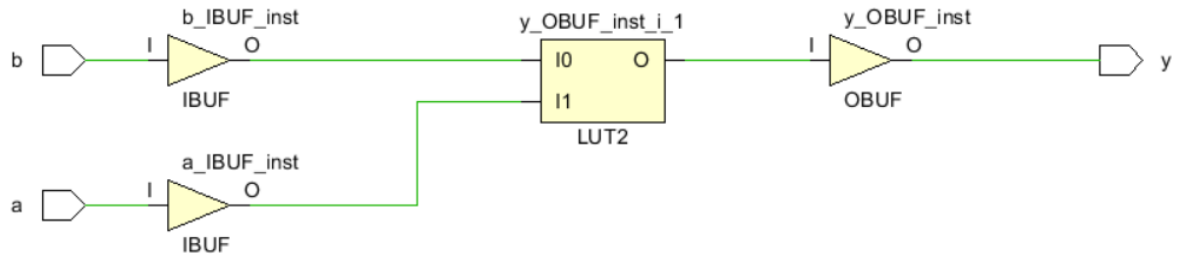 b_IBUF_inst
y_OBUF_inst_i_1
y_OBUF_inst
b
I
O
IBUF
I0
O
I1
LUT2
I
O
OBUF
y
a_IBUF_inst
a
I
O
IBUF